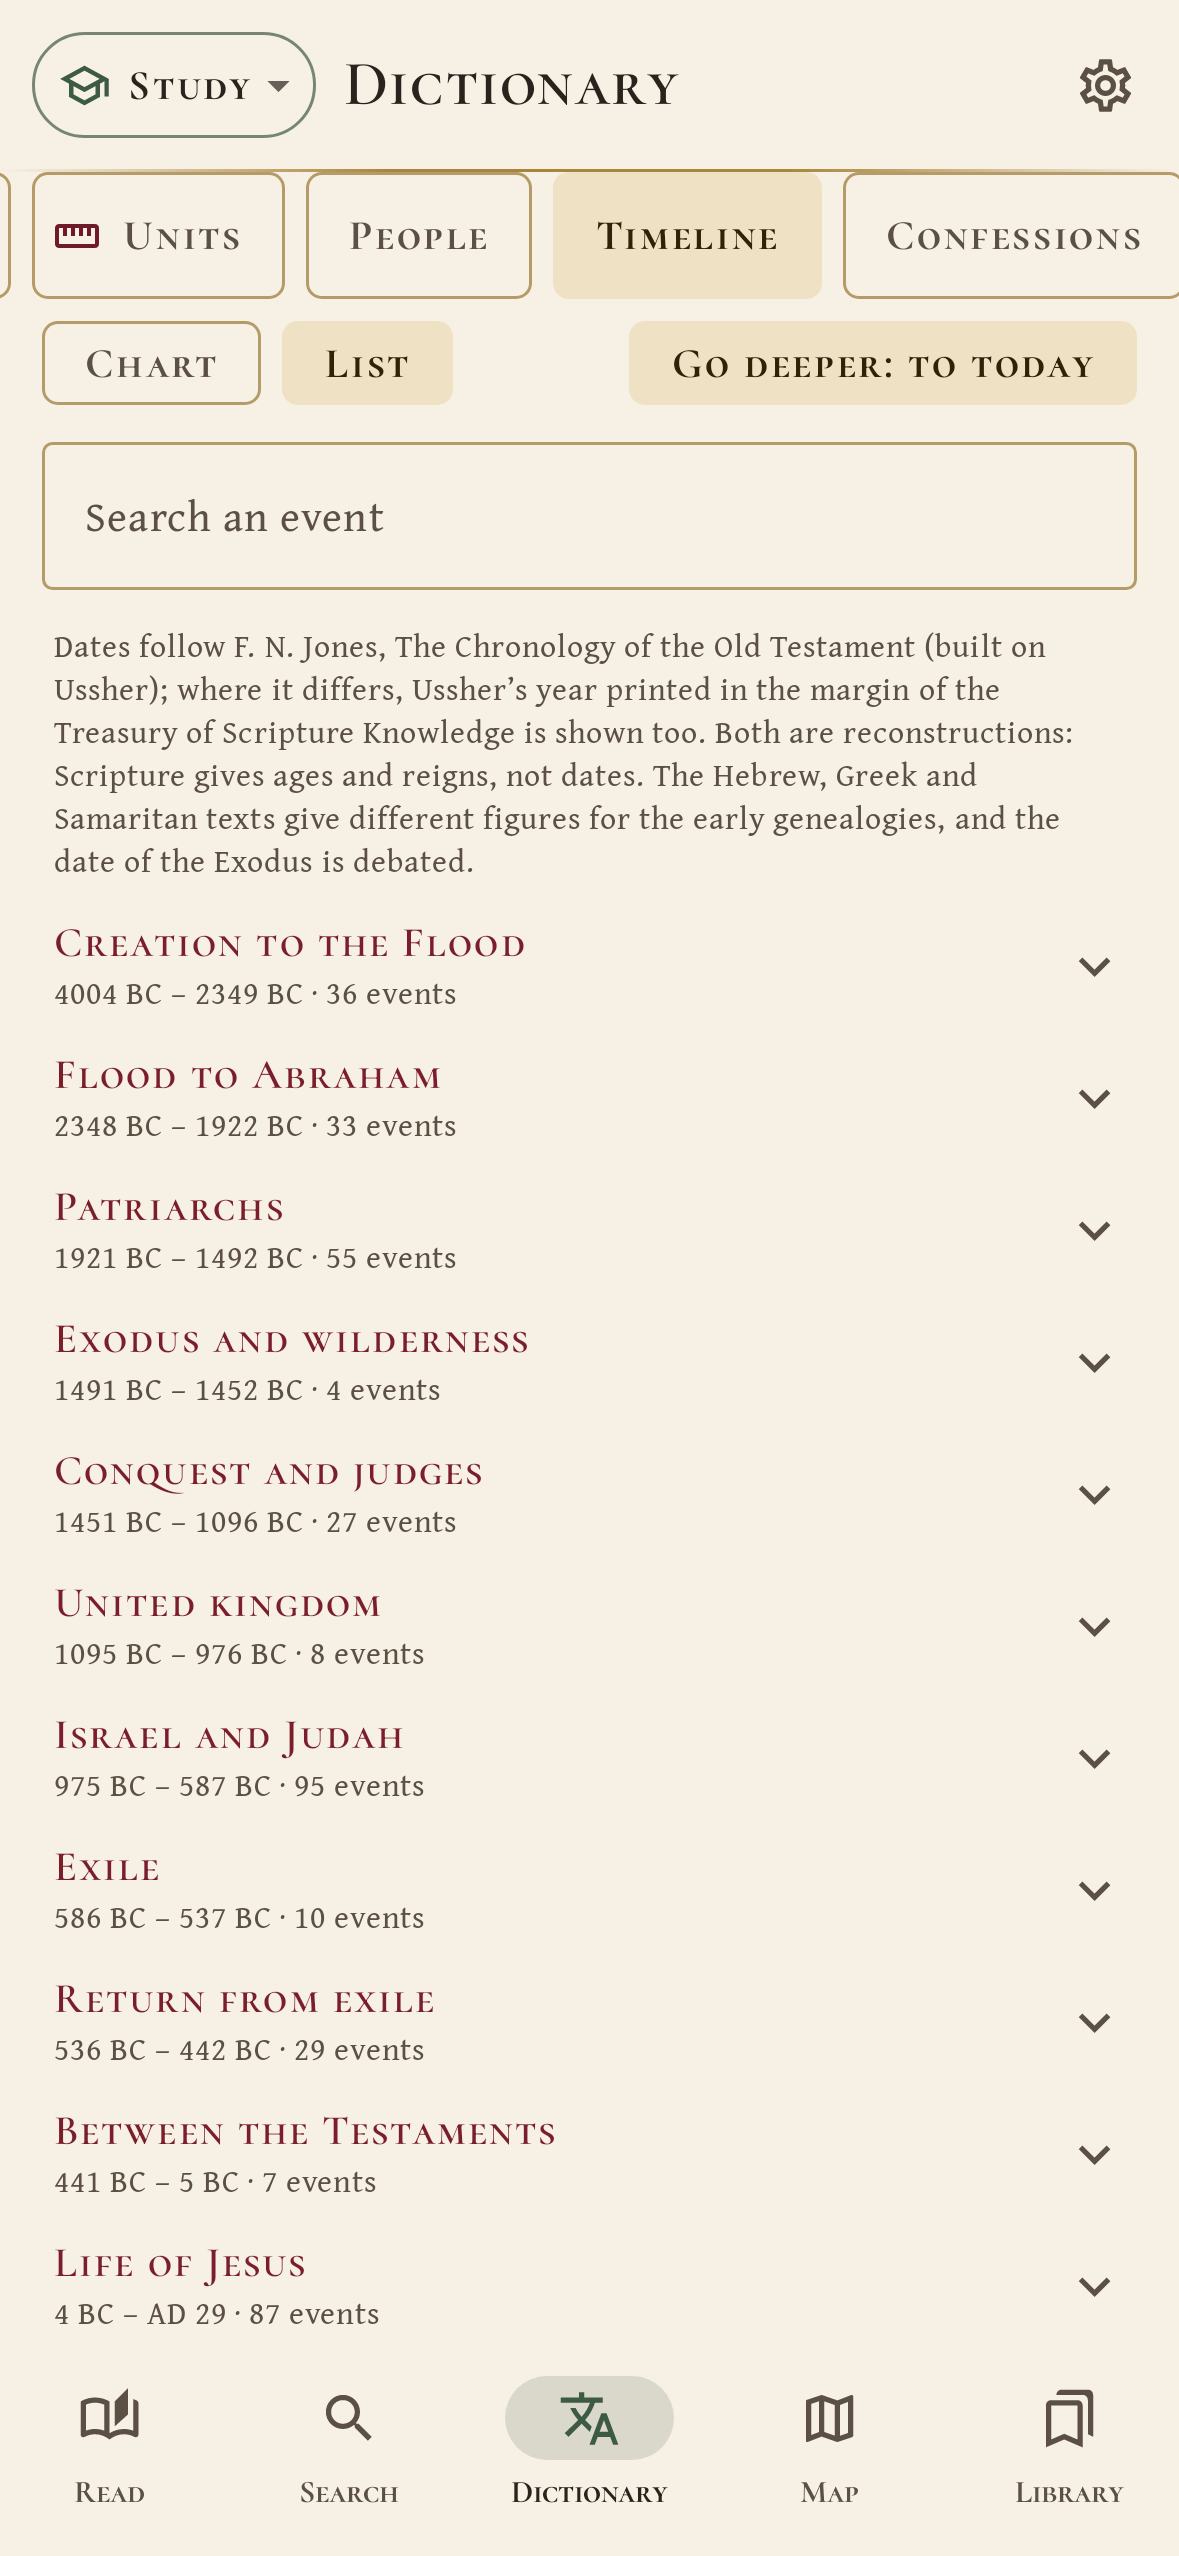 Study
Dictionary
Units
People
Timeline
Confessions
Chart
List
Go deeper: to today
Search an event
Dates follow F. N. Jones, The Chronology of the Old Testament (built on
Ussher); where it differs, Ussher’s year printed in the margin of the
Treasury of Scripture Knowledge is shown too. Both are reconstructions:
Scripture gives ages and reigns, not dates. The Hebrew, Greek and
Samaritan texts give different figures for the early genealogies, and the
date of the Exodus is debated.
Creation to the Flood
4004 BC – 2349 BC · 36 events
Flood to Abraham
2348 BC – 1922 BC · 33 events
Patriarchs
1921 BC – 1492 BC · 55 events
Exodus and wilderness
1491 BC – 1452 BC · 4 events
Conquest and judges
1451 BC – 1096 BC · 27 events
United kingdom
1095 BC – 976 BC · 8 events
Israel and Judah
975 BC – 587 BC · 95 events
Exile
586 BC – 537 BC · 10 events
Return from exile
536 BC – 442 BC · 29 events
Between the Testaments
441 BC – 5 BC · 7 events
Life of Jesus
4 BC – AD 29 · 87 events
Read
Search
Dictionary
Map
Library